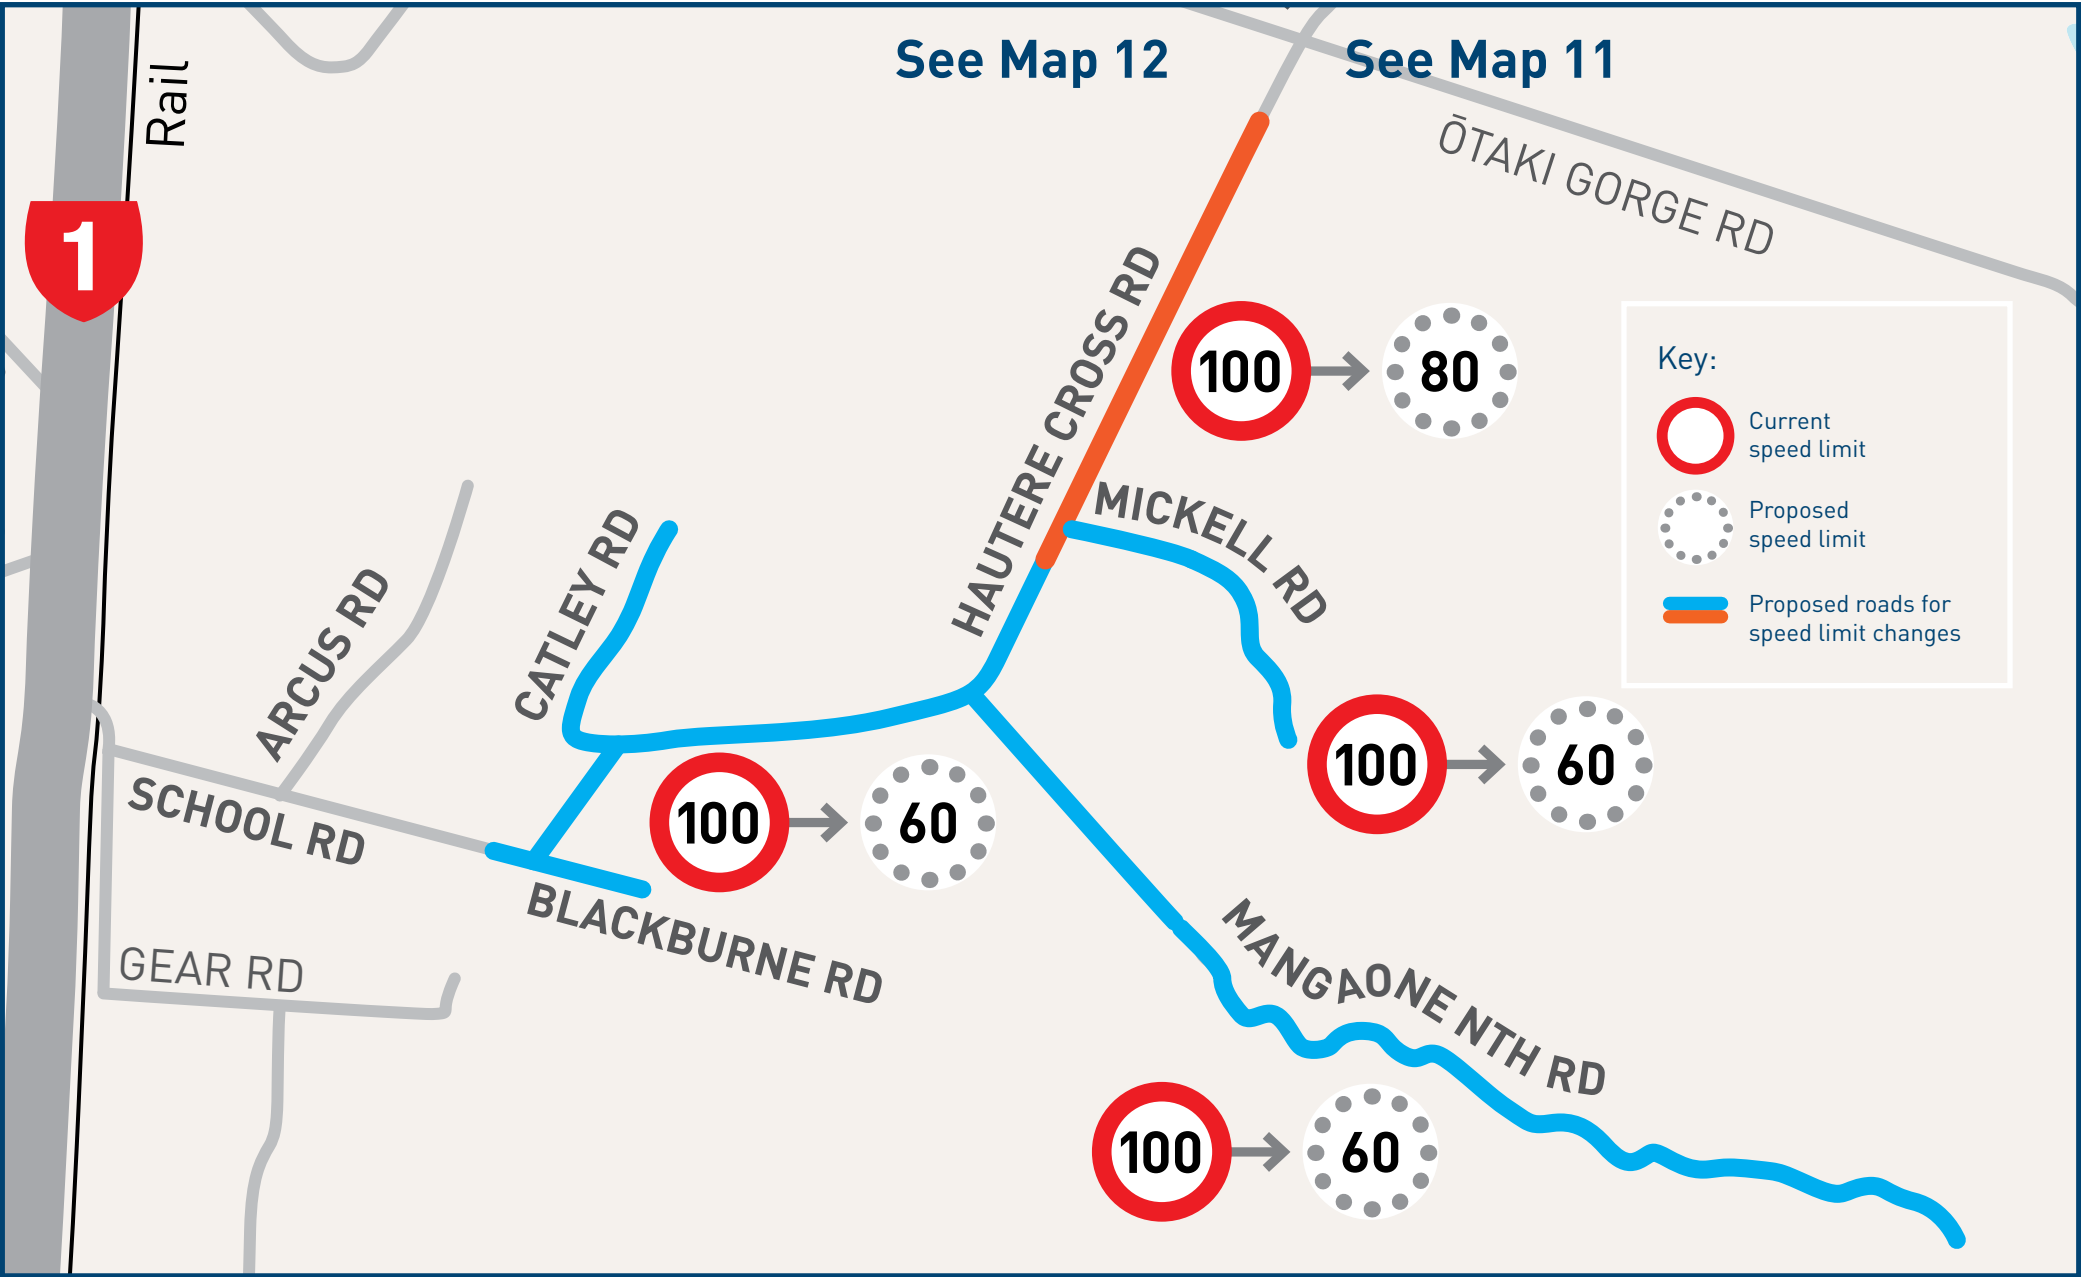 See Map 12
See Map 11
Rail
ŌTAKI GORGE RD
1
HAUTERE CROSS RD
100
80
Key:
Current
speed limit
Proposed
speed limit
Proposed roads for
speed limit changes
MICKELL RD
CATLEY RD
ARCUS RD
100
60
SCHOOL RD
100
60
BLACKBURNE RD
GEAR RD
MANGAONE NTH RD
100
60